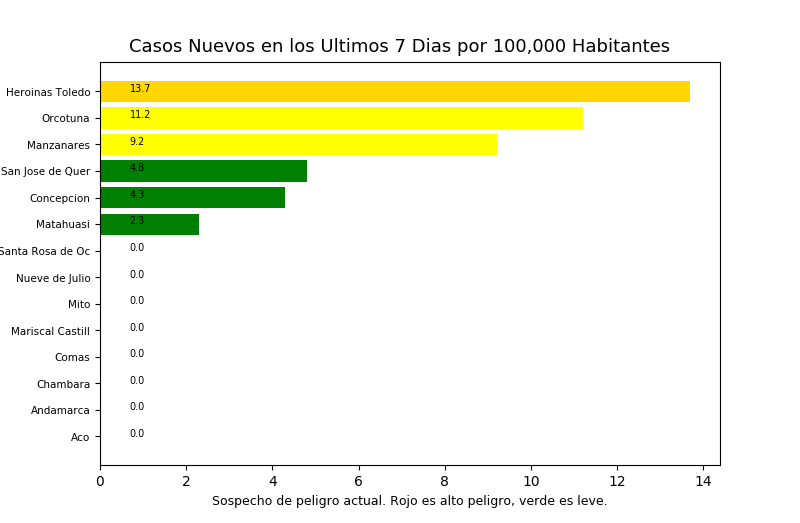 Casos Nuevos en los Ultimos 7 Dias por 100,000 Habitantes
Heroinas Toledo 13.7
Orcotuna 11.2
Manzanares 9.2
San Jose de Quer 4.8
Concepcion 4.3
Matahuasi 2.3
Santa Rosa de Oc 0.0
Nueve de Julio 0.0
Mito 0.0
Mariscal Castill 0.0
Comas 0.0
Chambara 0.0
Andamarca 0.0
Aco 0.0
0 2 4 6 8 10 12 14
Sospecho de peligro actual. Rojo es alto peligro, verde es leve.